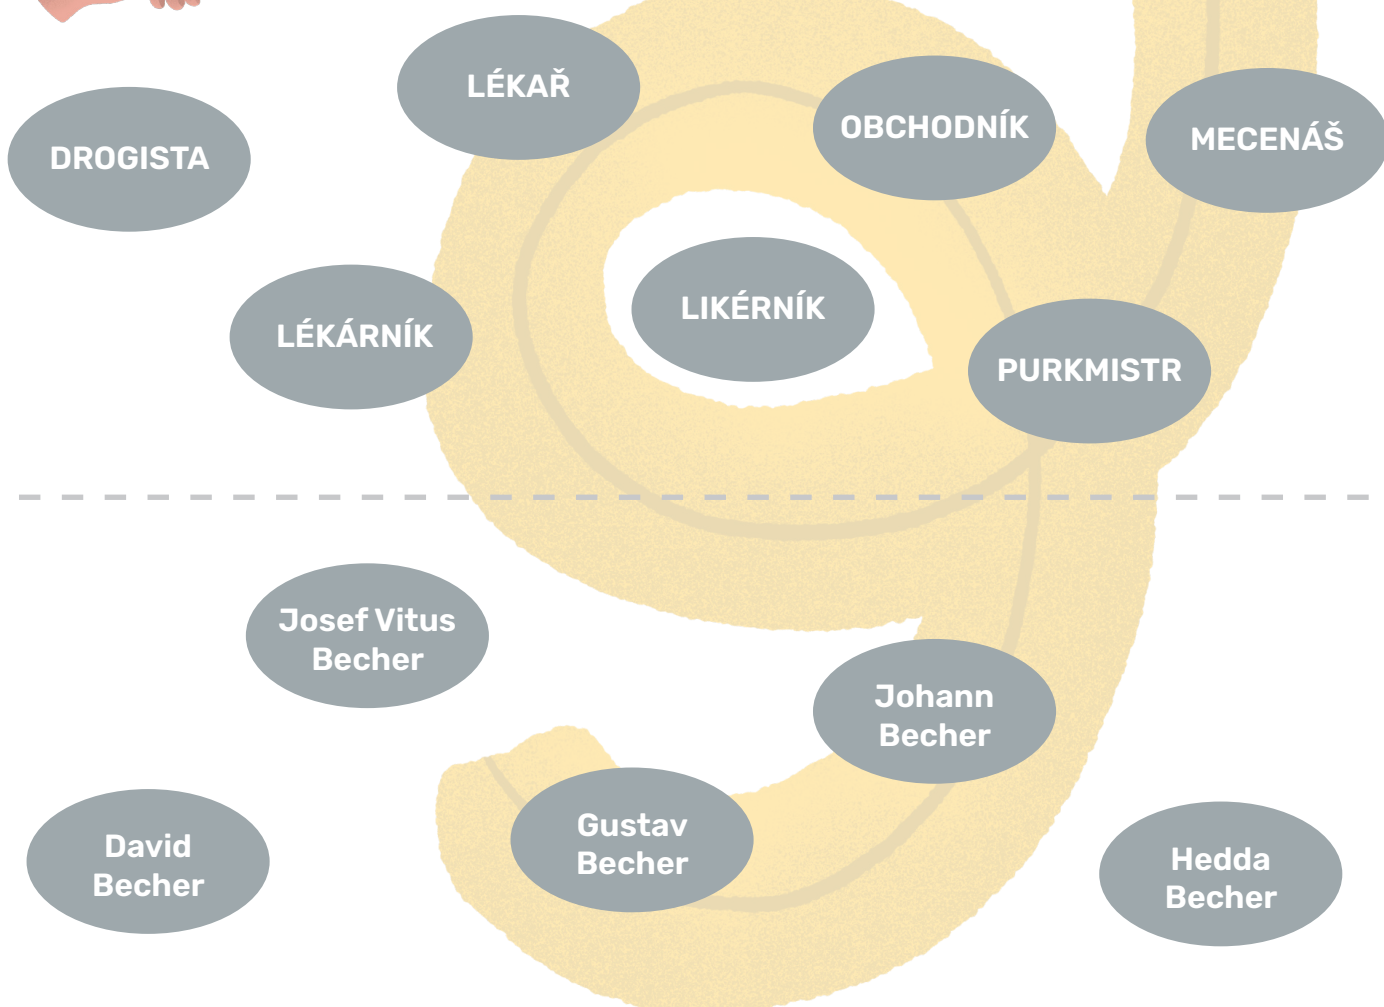 LÉKAŘ
OBCHODNÍK
MECENÁŠ
DROGISTA
LIKÉRNÍK
LÉKÁRNÍK
PURKMISTR
Josef Vitus
Becher
Johann
Becher
Gustav
Becher
David
Becher
Hedda
Becher